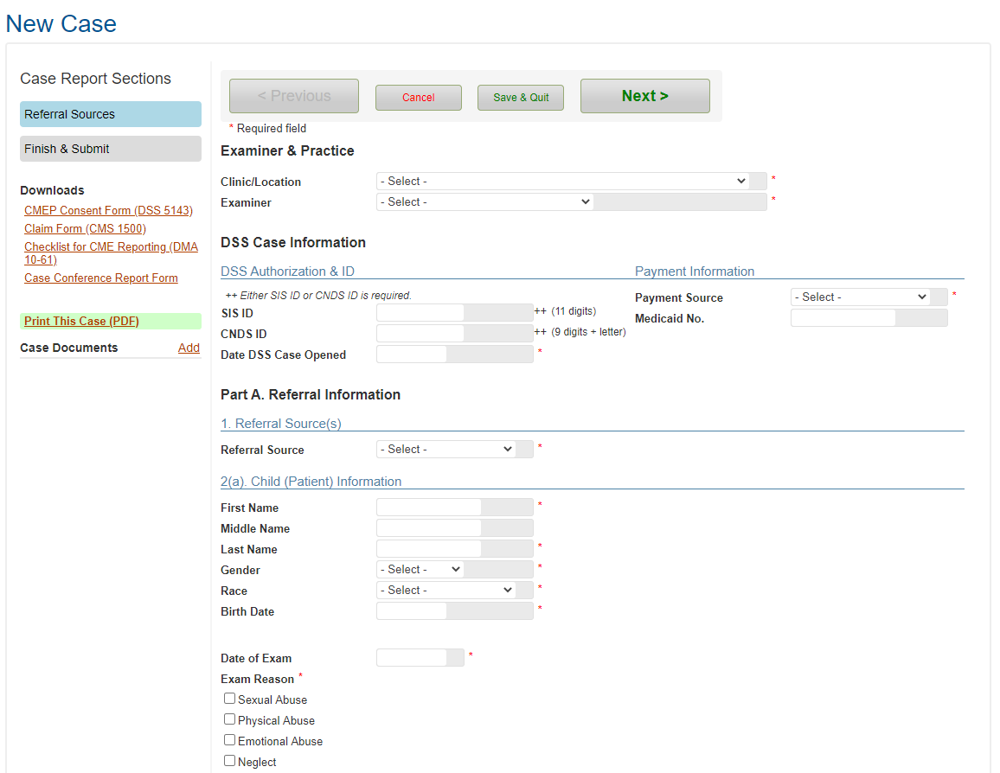 New Case
Case Report Sections
Referral Sources
Finish & Submit
Downloads
CMEP Consent Form (DSS 5143)
Claim Form (CMS 1500)
Checklist for CME Reporting (DMA
10-61)
Case Conference Report Form
Print This Case (PDF)
Case Documents Add
< Previous Cancel Save & Quit Next >
* Required field
Examiner & Practice
Clinic/Location - Select - *
Examiner - Select - *
DSS Case Information
DSS Authorization & ID
++ Either SIS ID or CNDS ID is required.
SIS ID ++ (11 digits)
CNDS ID ++ (9 digits + letter)
Date DSS Case Opened *
Payment Information
Payment Source - Select - *
Medicaid No.
Part A. Referral Information
1. Referral Source(s)
Referral Source - Select - *
2(a). Child (Patient) Information
First Name *
Middle Name
Last Name *
Gender - Select - *
Race - Select - *
Birth Date *
Date of Exam *
Exam Reason *
Sexual Abuse
Physical Abuse
Emotional Abuse
Neglect